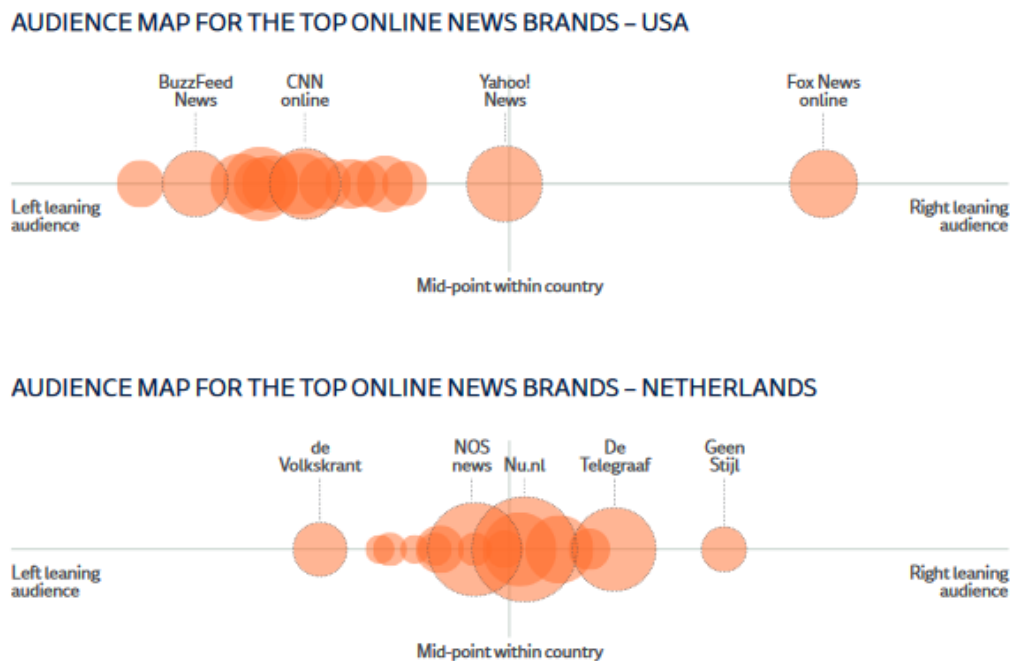 AUDIENCE MAP FOR THE TOP ONLINE NEWS BRANDS – USA
BuzzFeed
News
CNN
online
Yahoo!
News
Fox News
online
Left leaning
audience
Right leaning
audience
Mid-point within country
AUDIENCE MAP FOR THE TOP ONLINE NEWS BRANDS – NETHERLANDS
de
Volkskrant
NOS
news
Nu.nl
De
Telegraaf
Geen
Stijl
Left leaning
audience
Right leaning
audience
Mid-point within country